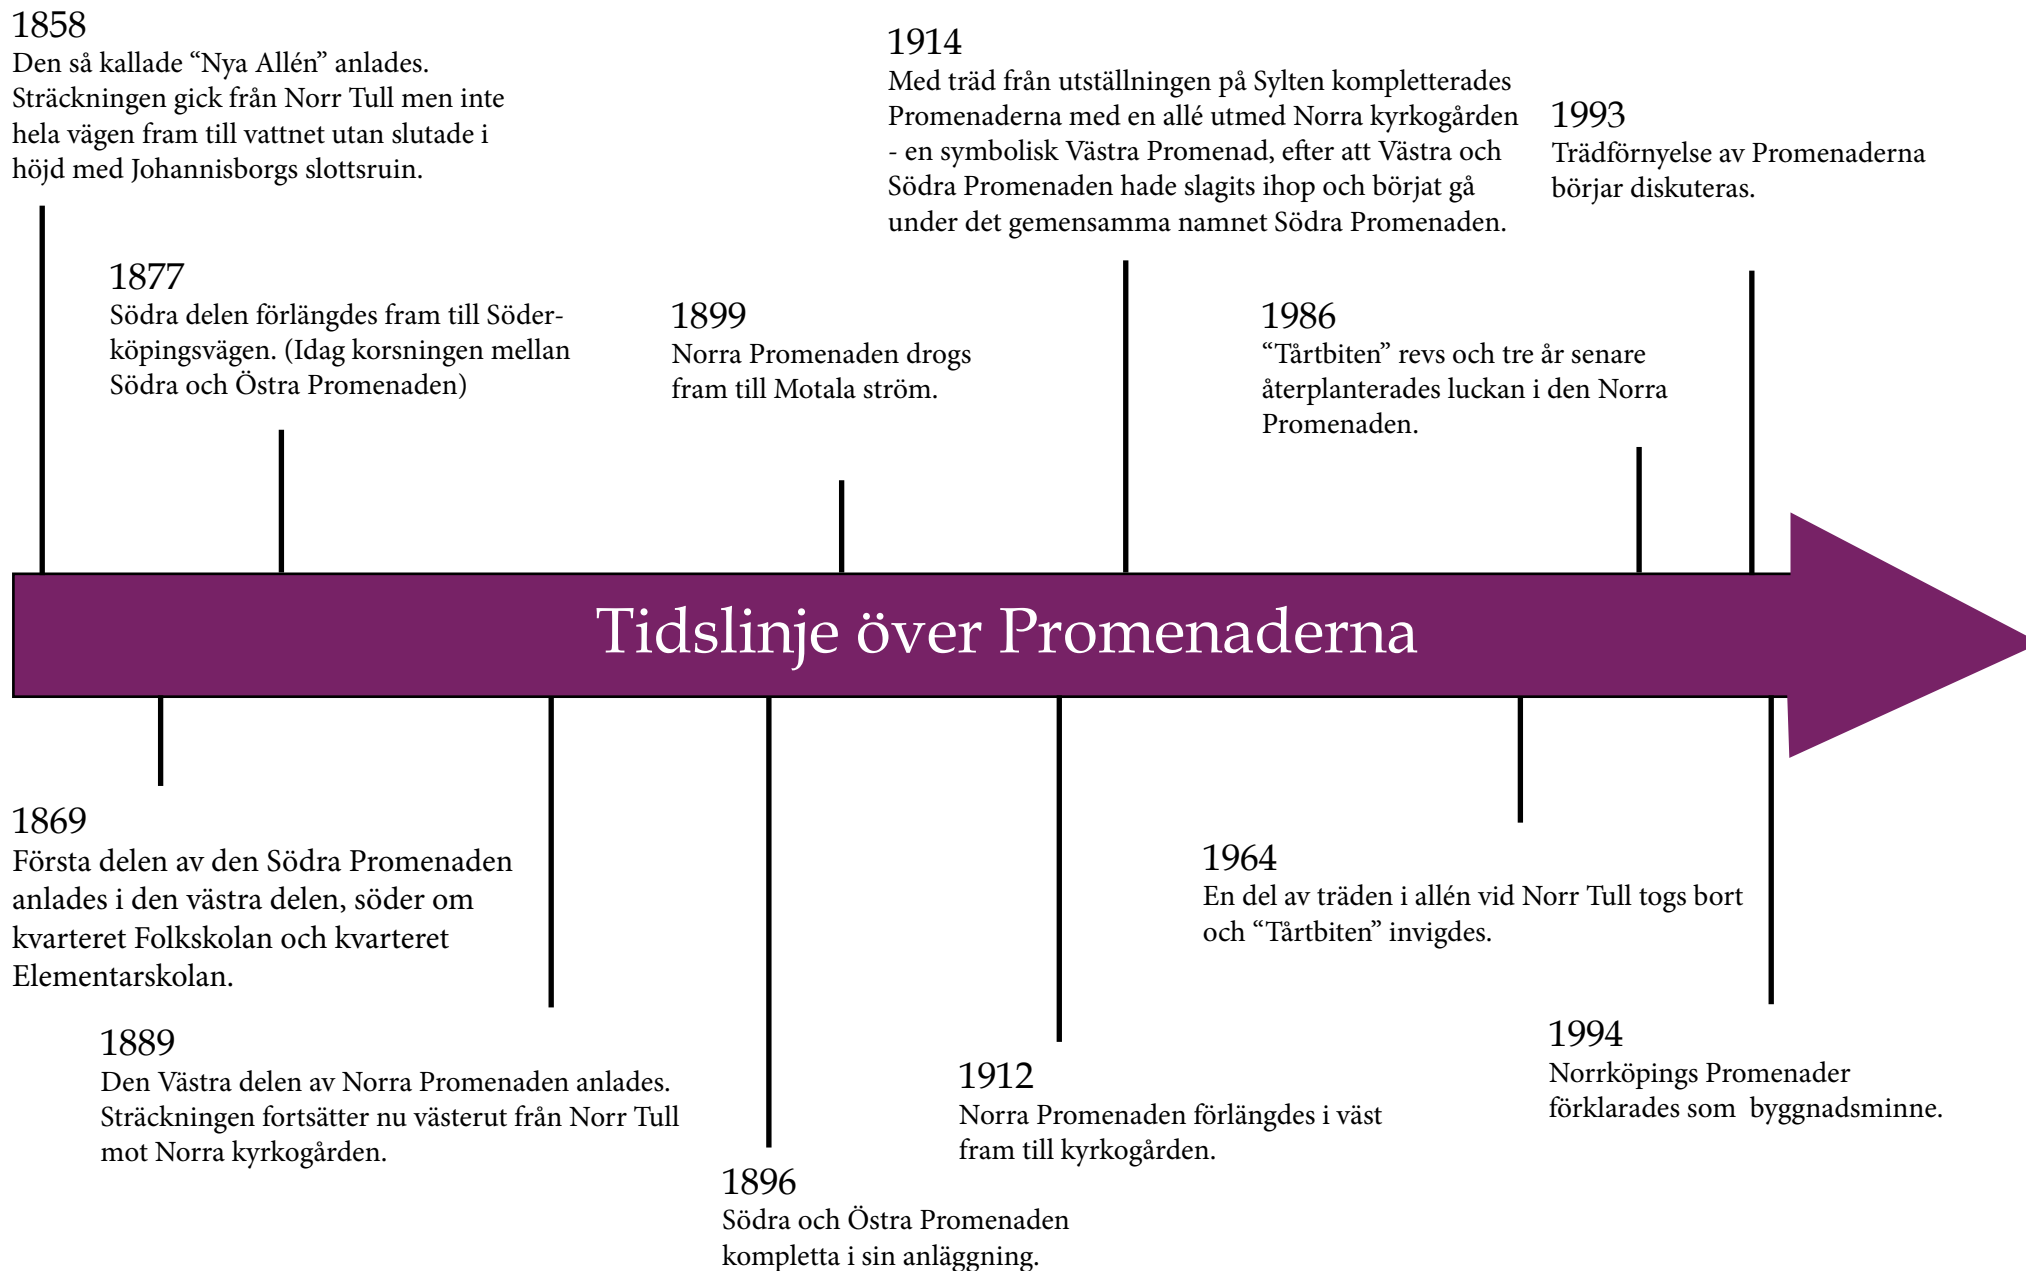 1858
Den så kallade “Nya Allén” anlades.
Sträckningen gick från Norr Tull men inte
hela vägen fram till vattnet utan slutade i
höjd med Johannisborgs slottsruin.
1877
Södra delen förlängdes fram till Söder-
köpingsvägen. (Idag korsningen mellan
Södra och Östra Promenaden)
1899
Norra Promenaden drogs
fram till Motala ström.
1914
Med träd från utställningen på Sylten kompletterades
Promenaderna med en allé utmed Norra kyrkogården
- en symbolisk Västra Promenad, efter att Västra och
Södra Promenaden hade slagits ihop och börjat gå
under det gemensamma namnet Södra Promenaden.
1986
“Tårtbiten” revs och tre år senare
återplanterades luckan i den Norra
Promenaden.
1993
Trädförnyelse av Promenaderna
börjar diskuteras.
Tidslinje över Promenaderna
1869
Första delen av den Södra Promenaden
anlades i den västra delen, söder om
kvarteret Folkskolan och kvarteret
Elementarskolan.
1889
Den Västra delen av Norra Promenaden anlades.
Sträckningen fortsätter nu västerut från Norr Tull
mot Norra kyrkogården.
1896
Södra och Östra Promenaden
kompletta i sin anläggning.
1912
Norra Promenaden förlängdes i väst
fram till kyrkogården.
1964
En del av träden i allén vid Norr Tull togs bort
och “Tårtbiten” invigdes.
1994
Norrköpings Promenader
förklarades som  byggnadsminne.